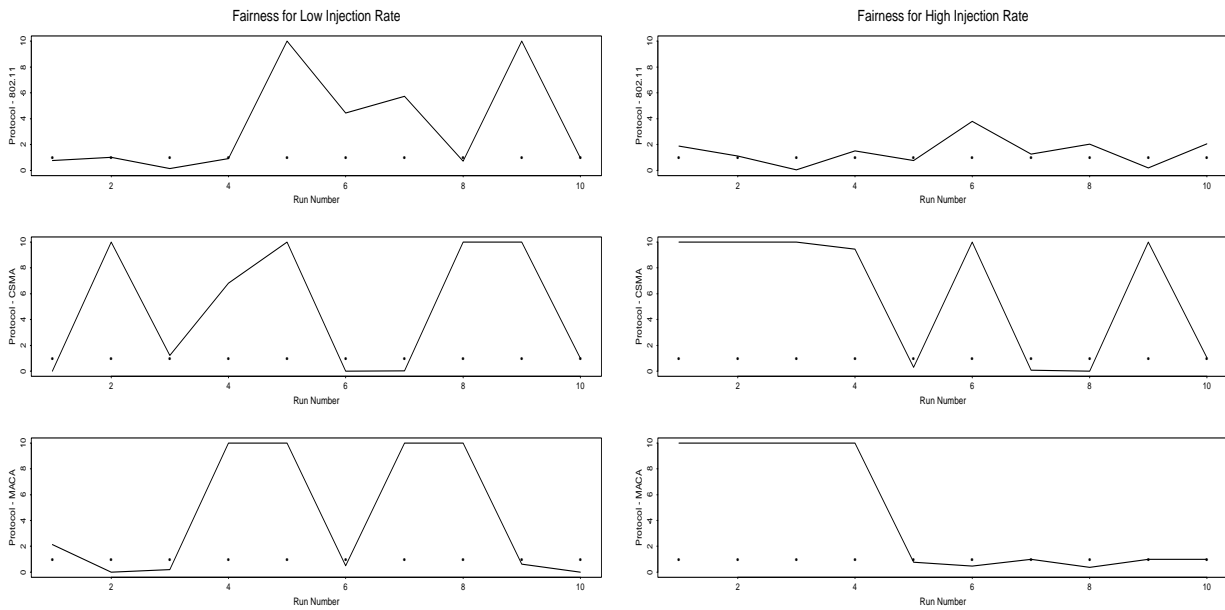 Fairness for Low Injection Rate
Protocol - 802.11
0 2 4 6 8 10
2 4 6 8 10
Run Number
Fairness for High Injection Rate
Protocol - 802.11
0 2 4 6 8 10
2 4 6 8 10
Run Number
Protocol - CSMA
0 2 4 6 8 10
2 4 6 8 10
Run Number
Protocol - CSMA
0 2 4 6 8 10
2 4 6 8 10
Run Number
Protocol - MACA
0 2 4 6 8 10
2 4 6 8 10
Run Number
Protocol - MACA
0 2 4 6 8 10
2 4 6 8 10
Run Number